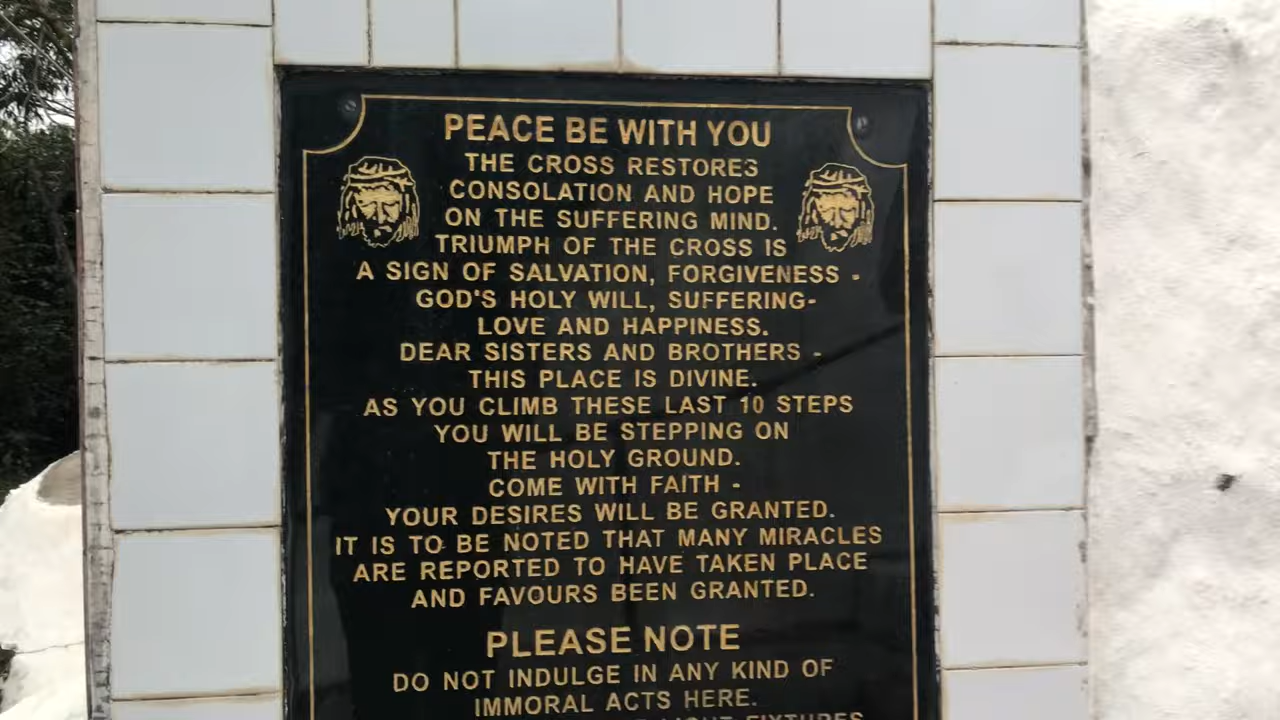 PEACE BE WITH YOU
THE CROSS RESTORES
CONSOLATION AND HOPE
ON THE SUFFERING MIND.
TRIUMPH OF THE CROSS IS
A SIGN OF SALVATION, FORGIVENESS -
GOD'S HOLY WILL, SUFFERING-
LOVE AND HAPPINESS.
DEAR SISTERS AND BROTHERS -
THIS PLACE IS DIVINE.
AS YOU CLIMB THESE LAST 10 STEPS
YOU WILL BE STEPPING ON
THE HOLY GROUND.
COME WITH FAITH -
YOUR DESIRES WILL BE GRANTED.
IT IS TO BE NOTED THAT MANY MIRACLES
ARE REPORTED TO HAVE TAKEN PLACE
AND FAVOURS BEEN GRANTED.
PLEASE NOTE
DO NOT INDULGE IN ANY KIND OF
IMMORAL ACTS HERE.
LIGHT FIXTURES